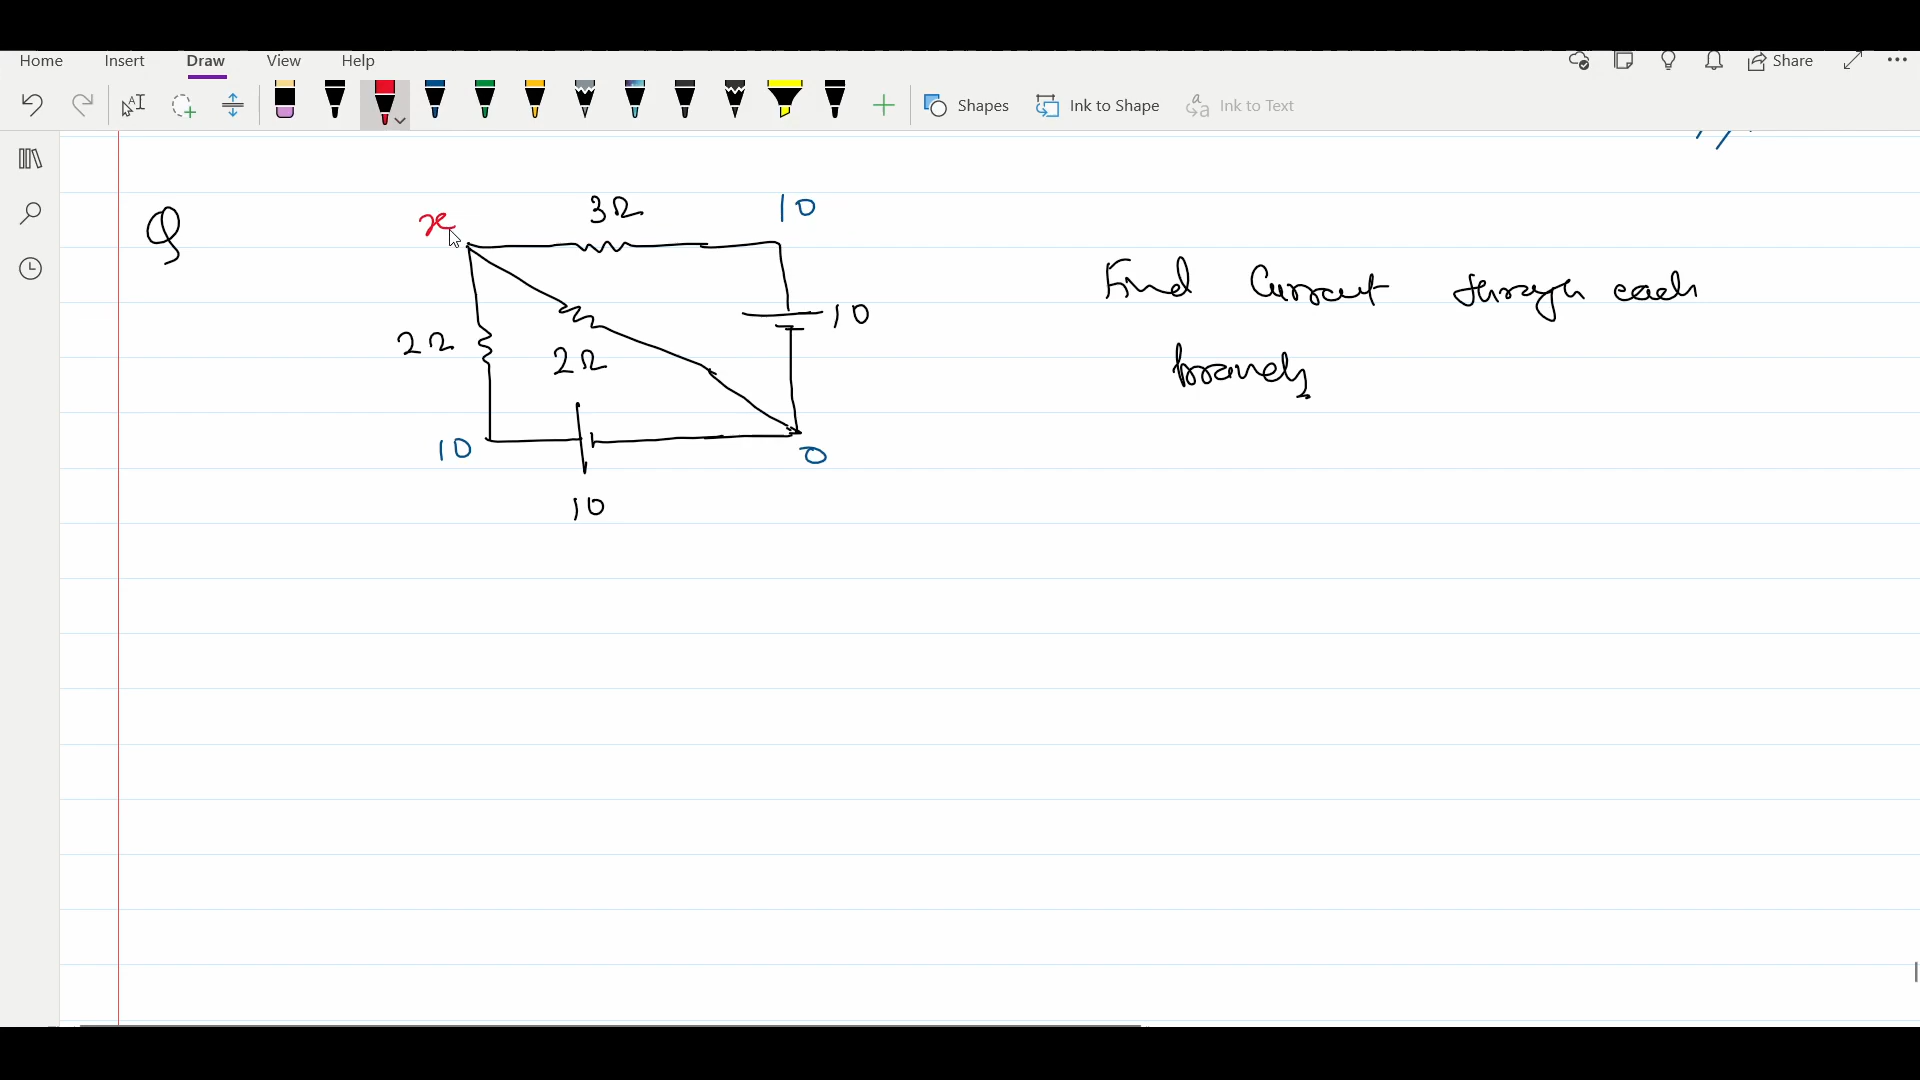 Home Insert Draw View Help
Share
Shapes Ink to Shape Ink to Text
Q
x 3Ω 10
Find Current through each
branch
10
2Ω
2Ω
10
0
10